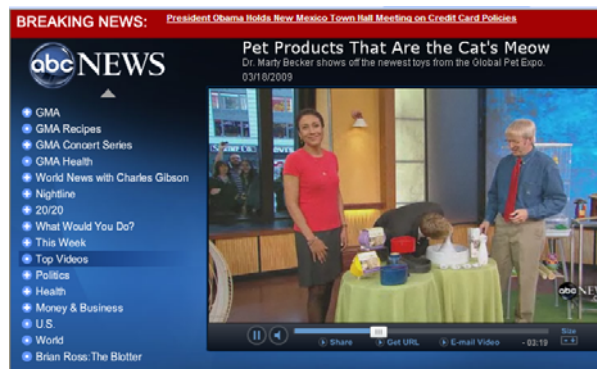 BREAKING NEWS: President Obama Holds New Mexico Town Hall Meeting on Credit Card Policies
abc NEWS
Pet Products That Are the Cat's Meow
Dr. Marty Becker shows off the newest toys from the Global Pet Expo.
03/18/2009
GMA
GMA Recipes
GMA Concert Series
GMA Health
World News with Charles Gibson
Nightline
20/20
What Would You Do?
This Week
Top Videos
Politics
Health
Money & Business
U.S.
World
Brian Ross: The Blotter
abc NEWS
Share Get URL E-mail Video - 03:19 Size